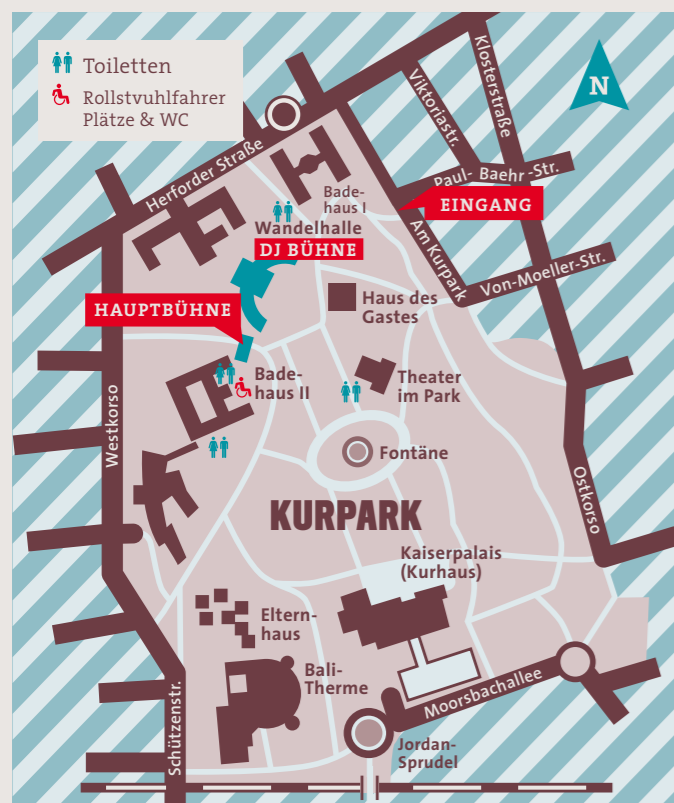 Toiletten
Rollstvuhlfahrer
Plätze & WC
N
Klosterstraße
Viktoriastr.
Herforder Straße
Paul- Baehr -Str.
Bade-
haus I
EINGANG
Wandelhalle
DJ BÜHNE
Am Kurpark
Von-Moeller-Str.
HAUPTBÜHNE
Haus des
Gastes
Bade-
haus II
Theater
im Park
Westkorso
Fontäne
Ostkorso
KURPARK
Kaiserpalais
(Kurhaus)
Eltern-
haus
Bali-
Therme
Moorsbachallee
Schützenstr.
Jordan-
Sprudel